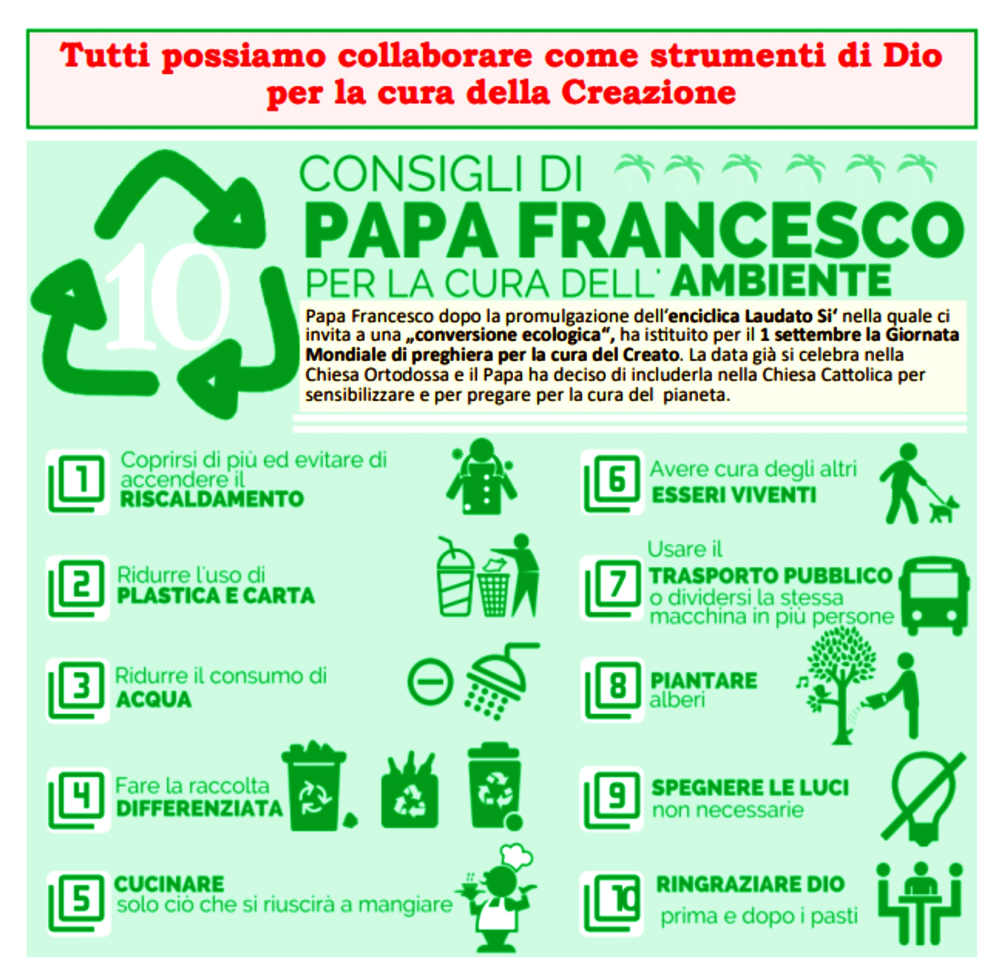 Tutti possiamo collaborare come strumenti di Dio
per la cura della Creazione
10
CONSIGLI DI
PAPA FRANCESCO
PER LA CURA DELL' AMBIENTE
Papa Francesco dopo la promulgazione dell‘enciclica Laudato Si‘ nella quale ci
invita a una „conversione ecologica“, ha istituito per il 1 settembre la Giornata
Mondiale di preghiera per la cura del Creato. La data già si celebra nella
Chiesa Ortodossa e il Papa ha deciso di includerla nella Chiesa Cattolica per
sensibilizzare e per pregare per la cura del pianeta.
1
Coprirsi di più ed evitare di
accendere il
RISCALDAMENTO
2
Ridurre l'uso di
PLASTICA E CARTA
3
Ridurre il consumo di
ACQUA
4
Fare la raccolta
DIFFERENZIATA
5
CUCINARE
solo ciò che si riuscirà a mangiare
6
Avere cura degli altri
ESSERI VIVENTI
7
Usare il
TRASPORTO PUBBLICO
o dividersi la stessa
macchina in più persone
8
PIANTARE
alberi
9
SPEGNERE LE LUCI
non necessarie
10
RINGRAZIARE DIO
prima e dopo i pasti